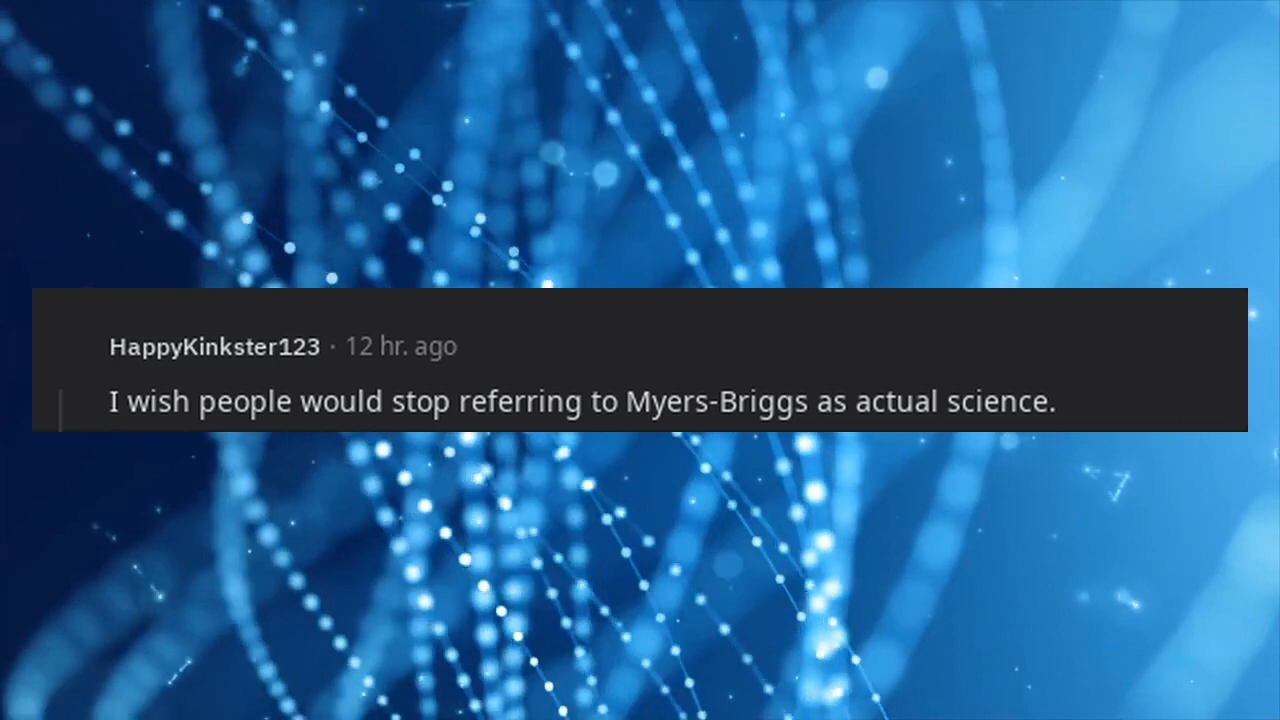 HappyKinkster123 · 12 hr. ago
I wish people would stop referring to Myers-Briggs as actual science.